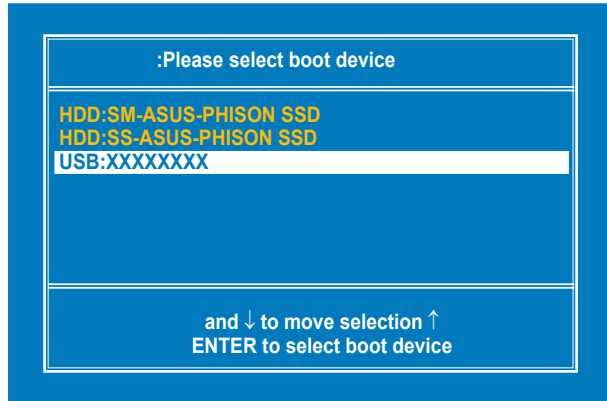 :Please select boot device
HDD:SM-ASUS-PHISON SSD
HDD:SS-ASUS-PHISON SSD
USB:XXXXXXXX
and ↓ to move selection ↑
ENTER to select boot device